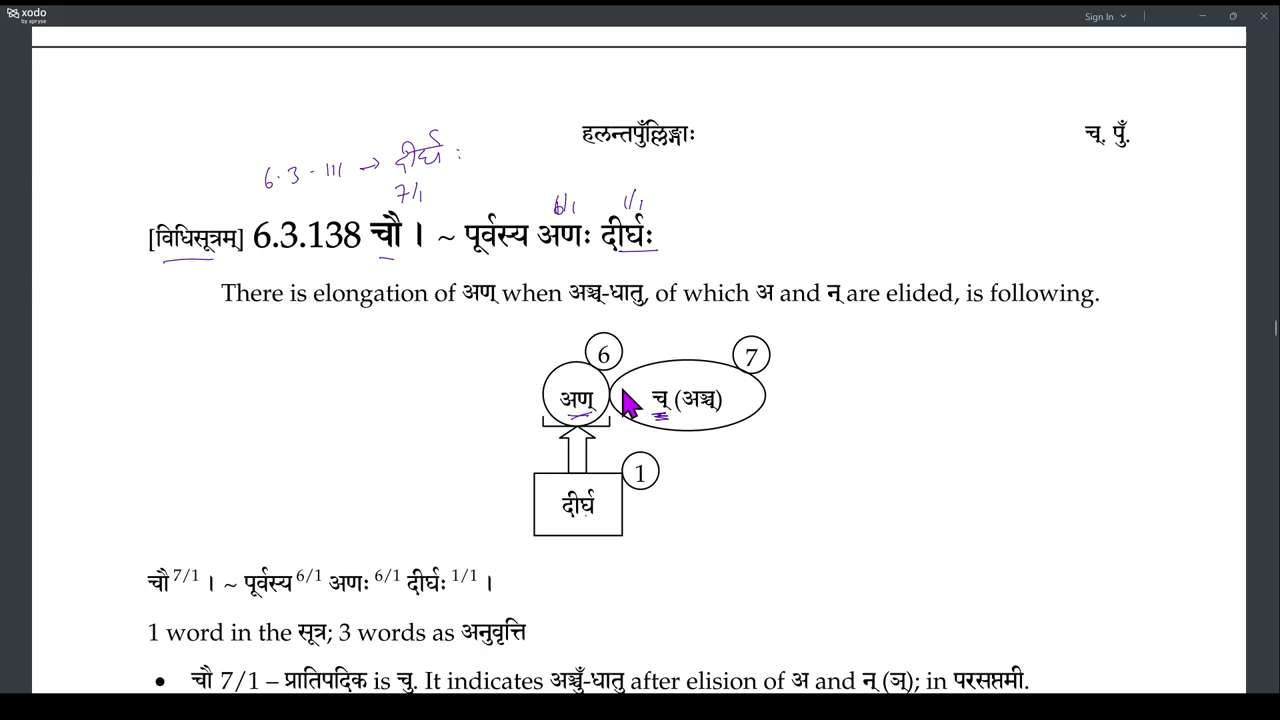 xodo
by apryse
Sign In
हलन्तपुँल्लिङ्गाः
च्. पुँ.
6.3.111 → दीर्घः
7/1
6/1 1/1
[विधिसूत्रम्] 6.3.138 चौ । ~ पूर्वस्य अणः दीर्घः
There is elongation of अण् when अञ्च्-धातु, of which अ and न् are elided, is following.
6
7
अण्
च् (अञ्च्)
1
दीर्घ
चौ 7/1 । ~ पूर्वस्य 6/1 अणः 6/1 दीर्घः 1/1 ।
1 word in the सूत्र; 3 words as अनुवृत्ति
• चौ 7/1 – प्रातिपदिक is चु. It indicates अञ्चुँ-धातु after elision of अ and न् (ञ्); in परसप्तमी.